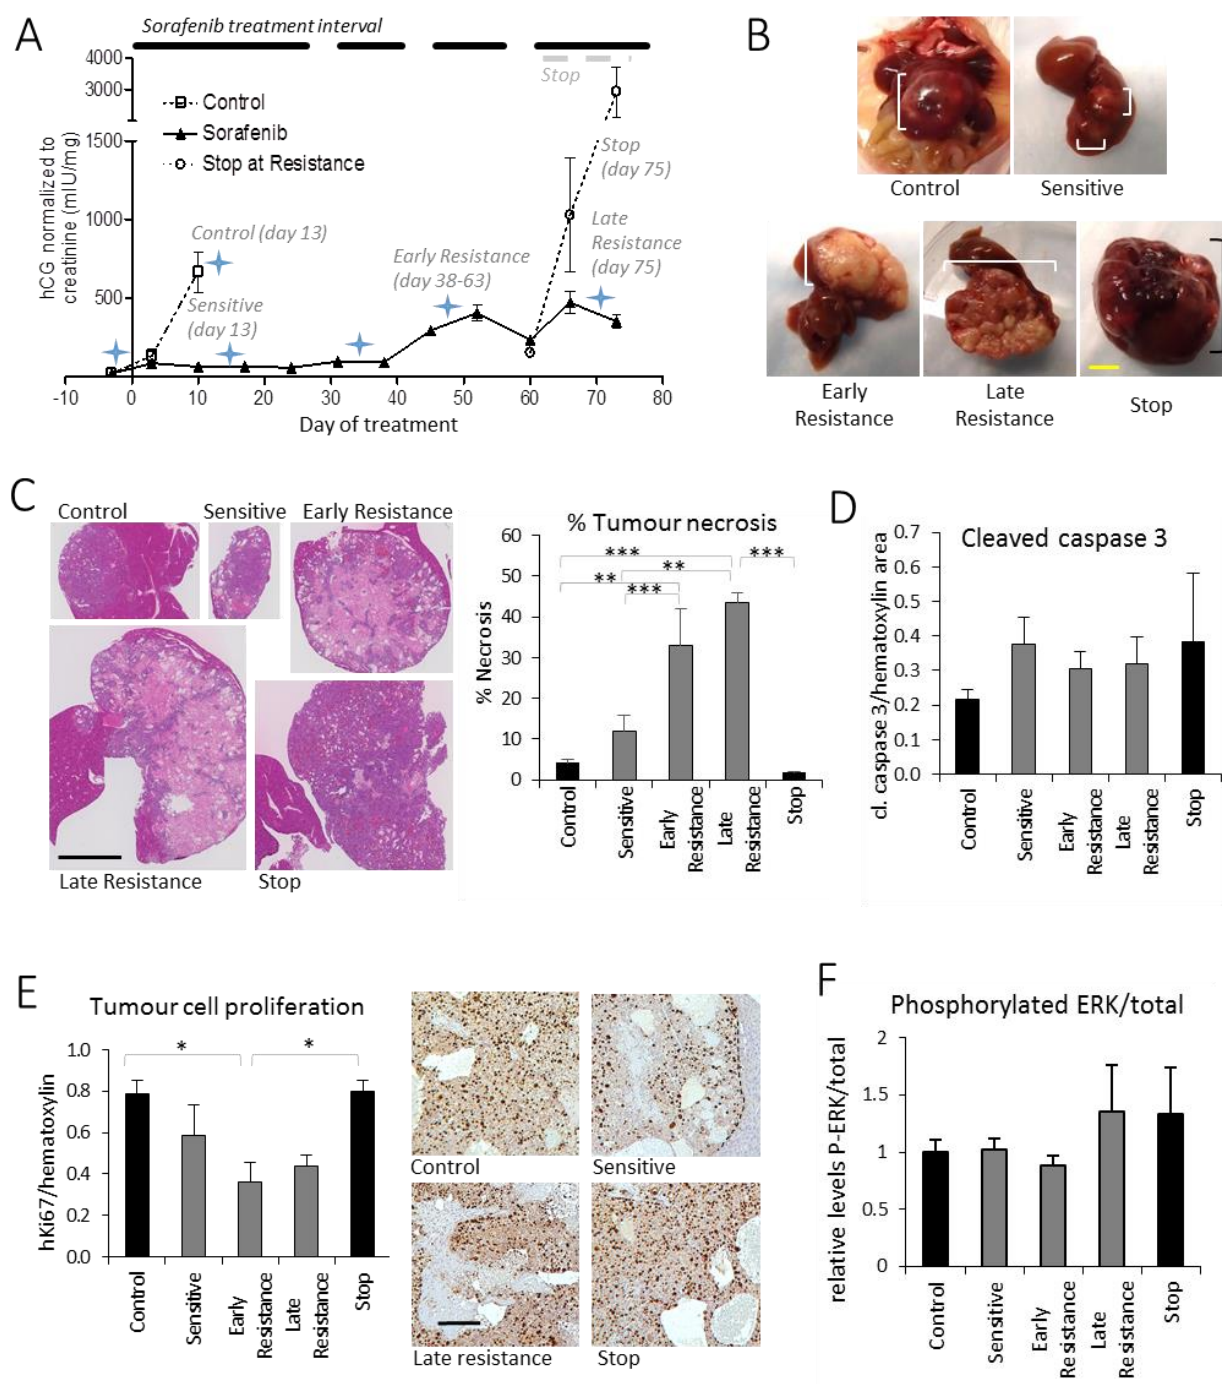 A
Sorafenib treatment interval
4000
3000
1500
1000
500
hCG normalized to
creatinine (mIU/mg)
Control
Sorafenib
Stop at Resistance
Stop
Stop
(day 75)
Control (day 13)
Sensitive
(day 13)
Early Resistance
(day 38-63)
Late
Resistance
(day 75)
-10 0 10 20 30 40 50 60 70 80
Day of treatment
B
Control
Sensitive
Early
Resistance
Late
Resistance
Stop
C
Control
Sensitive
Early Resistance
Late Resistance
Stop
% Tumour necrosis
% Necrosis
60
50
40
30
20
10
0
***
**
***
**
***
Control
Sensitive
Early
Resistance
Late
Resistance
Stop
D
Cleaved caspase 3
cl. caspase 3/hematoxylin area
0.7
0.6
0.5
0.4
0.3
0.2
0.1
0.0
Control
Sensitive
Early
Resistance
Late
Resistance
Stop
E
Tumour cell proliferation
hKi67/hematoxylin
1.0
0.8
0.6
0.4
0.2
0.0
*
*
Control
Sensitive
Early
Resistance
Late
Resistance
Stop
Control
Sensitive
Late resistance
Stop
F
Phosphorylated ERK/total
relative levels P-ERK/total
2
1.5
1
0.5
0
Control
Sensitive
Early
Resistance
Late
Resistance
Stop